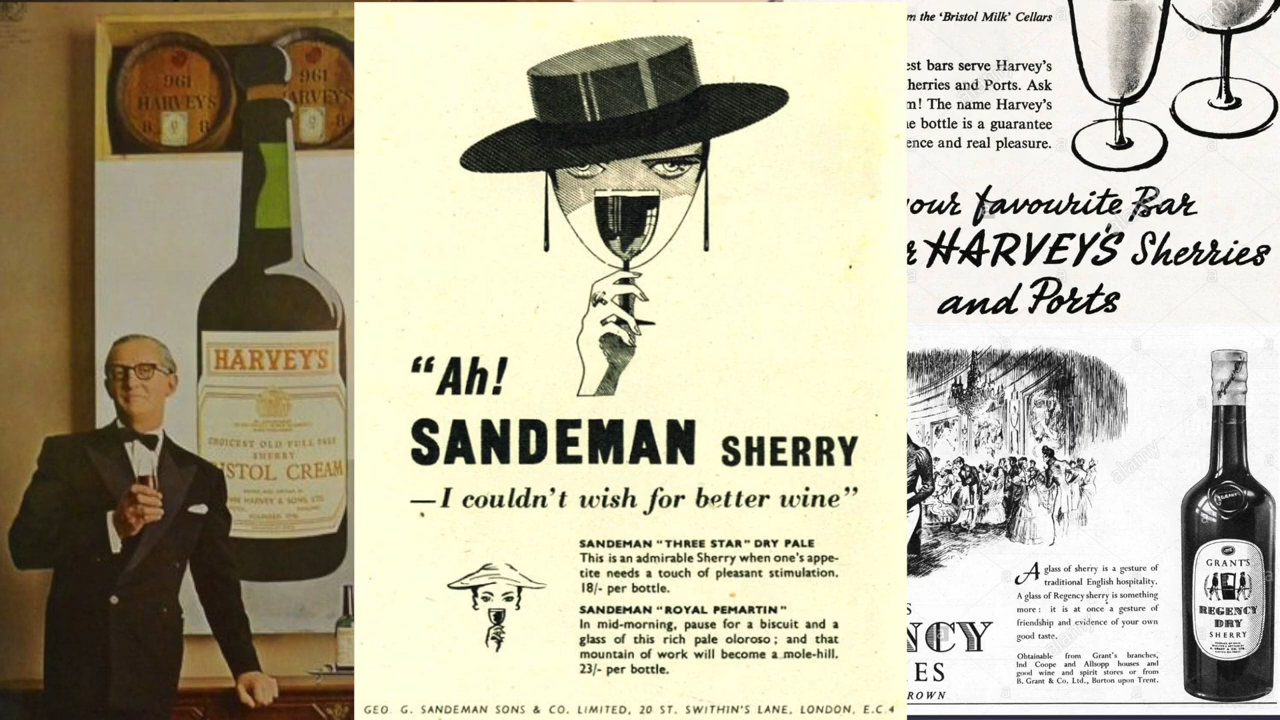 961
HARVEYS
8 8
961
HARVEY'S
8
HARVEY'S
CHOICEST OLD FULL PALE
SHERRY
ISTOL CREAM
"Ah!
SANDEMAN SHERRY
—I couldn't wish for better wine"
SANDEMAN "THREE STAR" DRY PALE
This is an admirable Sherry when one's appe-
tite needs a touch of pleasant stimulation.
18/- per bottle.
SANDEMAN "ROYAL PEMARTIN"
In mid-morning, pause for a biscuit and a
glass of this rich pale oloroso; and that
mountain of work will become a mole-hill.
23/- per bottle.
GEO. G. SANDEMAN SONS & CO. LIMITED, 20 ST. SWITHIN'S LANE, LONDON, E.C.4
m the 'Bristol Milk' Cellars
est bars serve Harvey's
herries and Ports. Ask
m! The name Harvey's
e bottle is a guarantee
ence and real pleasure.
our favourite Bar
r HARVEY'S Sherries
and Ports
A glass of sherry is a gesture of
traditional English hospitality.
A glass of Regency sherry is something
more: it is at once a gesture of
friendship and evidence of your own
good taste.
S
NCY
ES
ROWN
Obtainable from Grant's branches,
Ind Coope and Allsopp houses and
good wine and spirit stores or from
B. Grant & Co. Ltd., Burton upon Trent.
GRANT'S
REGENCY
DRY
SHERRY
alamy